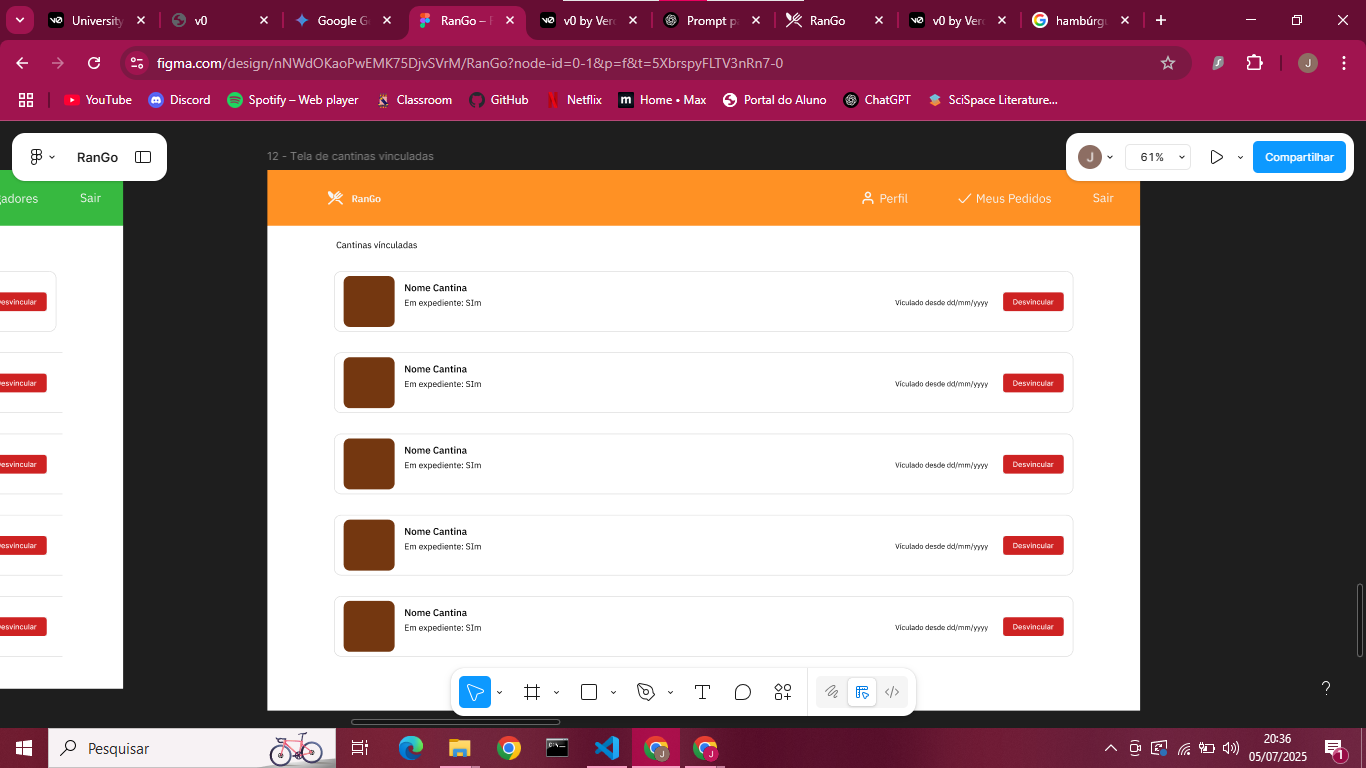 University
v0
Google G
RanGo – F
v0 by Verc
Prompt pa
RanGo
v0 by Verc
hambúrgu
figma.com/design/nNWdOKaoPwEMK75DjvSVrM/RanGo?node-id=0-1&p=f&t=5XbrspyFLTV3nRn7-0
J
YouTube
Discord
Spotify – Web player
Classroom
GitHub
Netflix
m
Home • Max
Portal do Aluno
ChatGPT
SciSpace Literature...
RanGo
12 - Tela de cantinas vinculadas
J
61%
Compartilhar
gadores
Sair
RanGo
Perfil
Meus Pedidos
Sair
Cantinas vinculadas
esvincular
Nome Cantina
Em expediente: SIm
Viculado desde dd/mm/yyyy
Desvincular
esvincular
Nome Cantina
Em expediente: SIm
Viculado desde dd/mm/yyyy
Desvincular
esvincular
Nome Cantina
Em expediente: SIm
Viculado desde dd/mm/yyyy
Desvincular
esvincular
Nome Cantina
Em expediente: SIm
Viculado desde dd/mm/yyyy
Desvincular
esvincular
Nome Cantina
Em expediente: SIm
Viculado desde dd/mm/yyyy
Desvincular
?
Pesquisar
J
J
20:36
05/07/2025
1